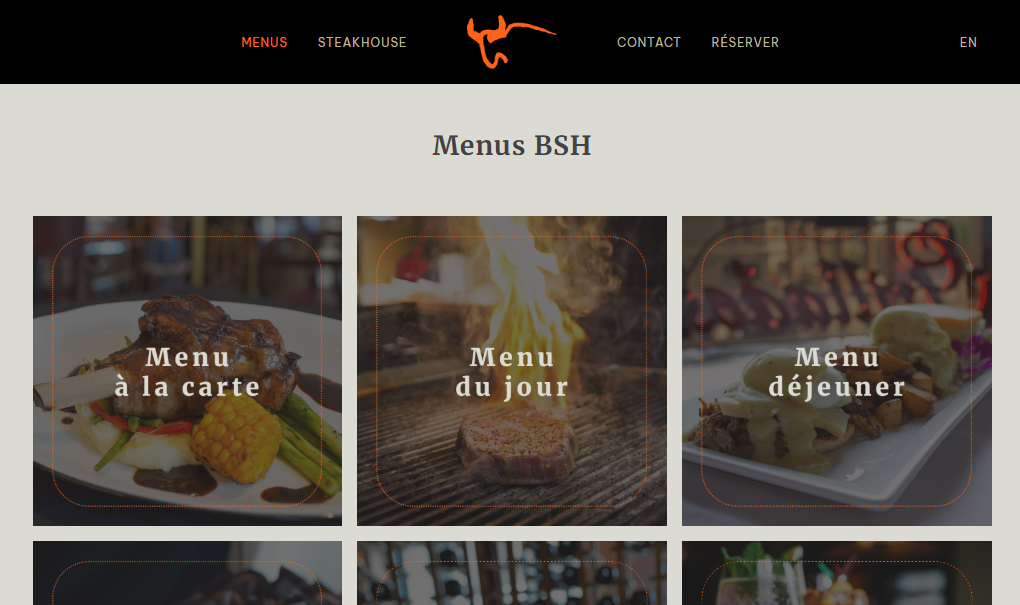 MENUS
STEAKHOUSE
CONTACT
RÉSERVER
EN
Menus BSH
Menu
à la carte
Menu
du jour
Menu
déjeuner